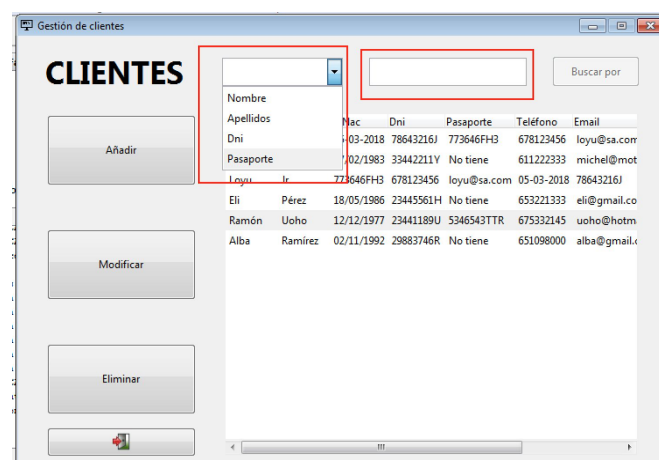 Gestión de clientes
CLIENTES
Buscar por
Nombre
Apellidos
Dni
Pasaporte
Añadir
Modificar
Eliminar
Nac Dni Pasaporte Teléfono Email
-03-2018 78643216J 773646FH3 678123456 loyu@sa.com
/02/1983 33442211Y No tiene 611222333 michel@mot
Loyu Jr 773646FH3 678123456 loyu@sa.com 05-03-2018 78643216J
Eli Pérez 18/05/1986 23445561H No tiene 653221333 eli@gmail.co
Ramón Uoho 12/12/1977 23441189U 5346543TTR 675332145 uoho@hotm
Alba Ramírez 02/11/1992 29883746R No tiene 651098000 alba@gmail.c